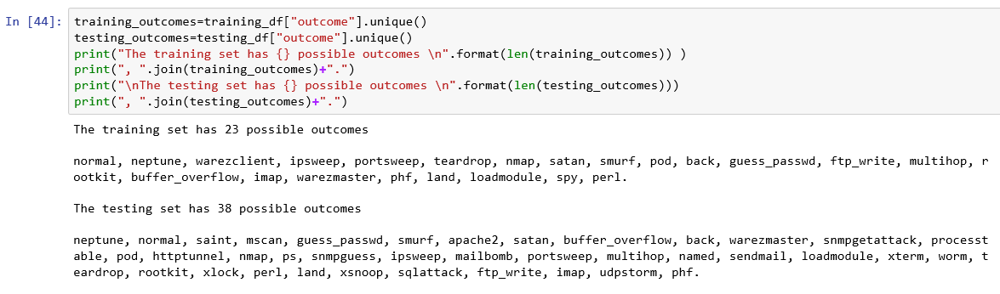 In [44]: training_outcomes=training_df["outcome"].unique()
testing_outcomes=testing_df["outcome"].unique()
print("The training set has {} possible outcomes \n".format(len(training_outcomes)) )
print(", ".join(training_outcomes)+".")
print("\nThe testing set has {} possible outcomes \n".format(len(testing_outcomes)))
print(", ".join(testing_outcomes)+".")
The training set has 23 possible outcomes
normal, neptune, warezclient, ipsweep, portsweep, teardrop, nmap, satan, smurf, pod, back, guess_passwd, ftp_write, multihop, r
ootkit, buffer_overflow, imap, warezmaster, phf, land, loadmodule, spy, perl.
The testing set has 38 possible outcomes
neptune, normal, saint, mscan, guess_passwd, smurf, apache2, satan, buffer_overflow, back, warezmaster, snmpgetattack, processt
able, pod, httptunnel, nmap, ps, snmpguess, ipsweep, mailbomb, portsweep, multihop, named, sendmail, loadmodule, xterm, worm, t
eardrop, rootkit, xlock, perl, land, xsnoop, sqlattack, ftp_write, imap, udpstorm, phf.